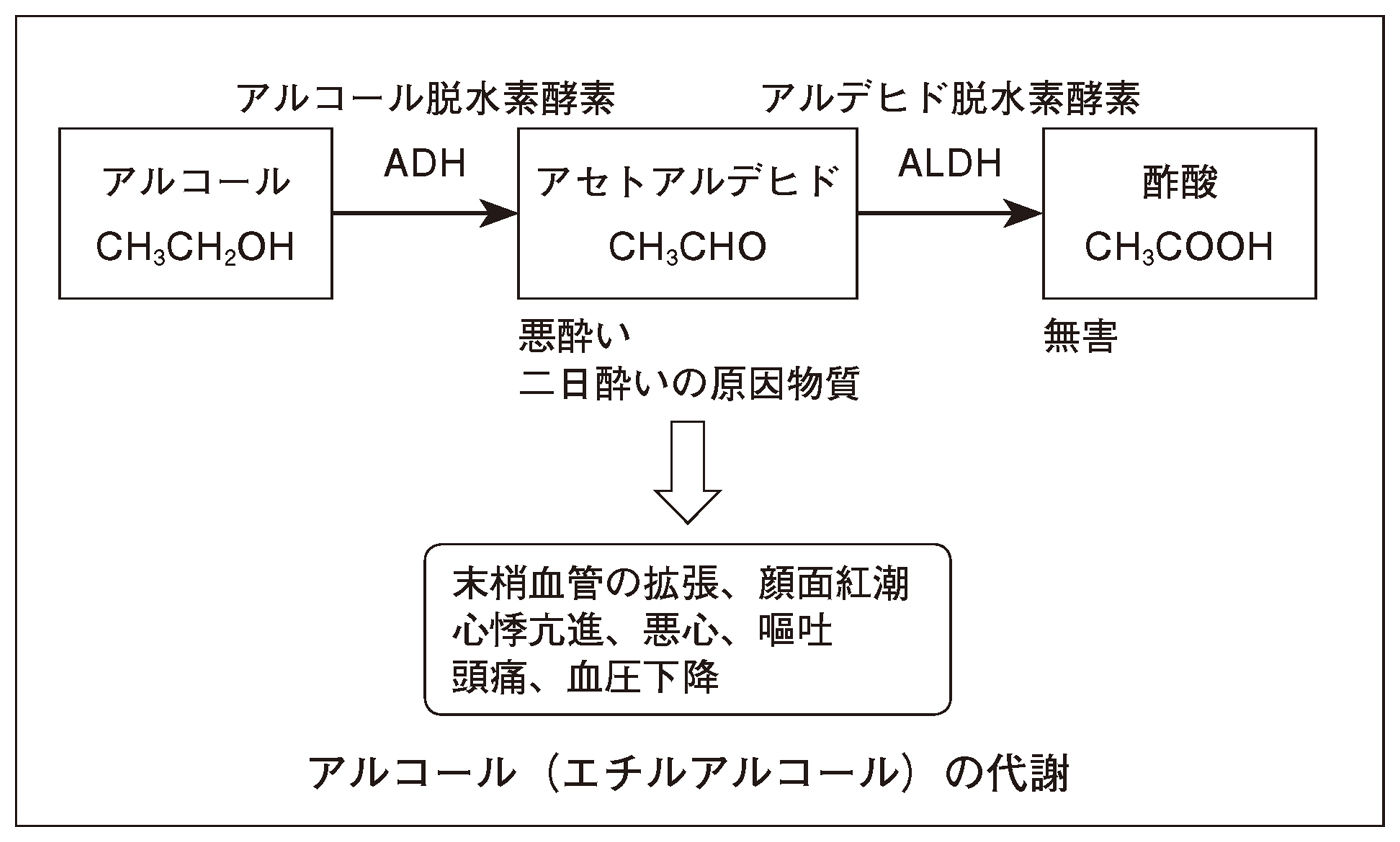 アルコール脱水素酵素
アルデヒド脱水素酵素
アルコール
CH₃CH₂OH
ADH
アセトアルデヒド
CH₃CHO
ALDH
酢酸
CH₃COOH
悪酔い
二日酔いの原因物質
無害
末梢血管の拡張、顔面紅潮
心悸亢進、悪心、嘔吐
頭痛、血圧下降
アルコール（エチルアルコール）の代謝